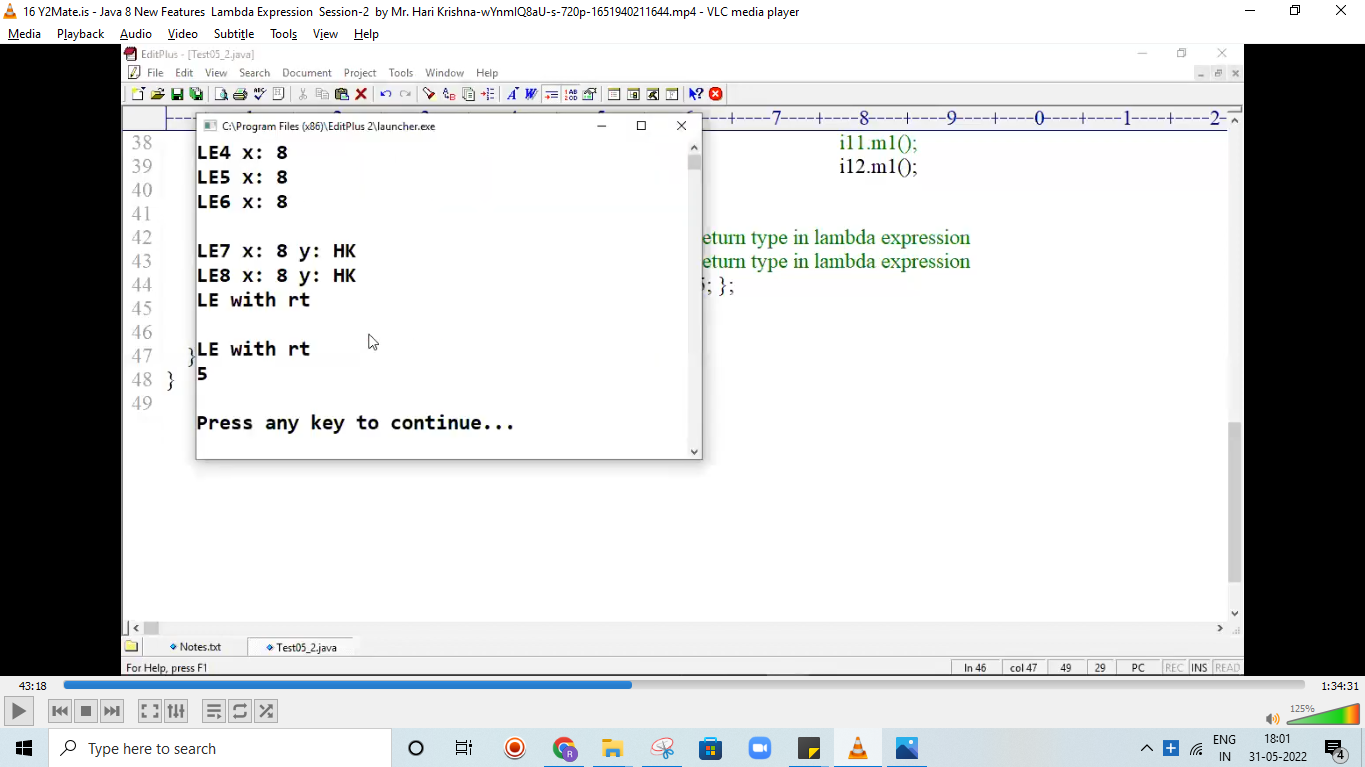 16 Y2Mate.is - Java 8 New Features Lambda Expression Session-2 by Mr. Hari Krishna-wYnmlQ8aU-s-720p-1651940211644.mp4 - VLC media player
Media Playback Audio Video Subtitle Tools View Help
EditPlus - [Test05_2.java]
File Edit View Search Document Project Tools Window Help
C:\Program Files (x86)\EditPlus 2\launcher.exe
----+----7----+----8----+----9----+----0----+----1----+----2-
38 i11.m1();
39 i12.m1();
40
41
42 eturn type in lambda expression
43 eturn type in lambda expression
44 ; };
45
46
47 }
48 }
49
LE4 x: 8
LE5 x: 8
LE6 x: 8
LE7 x: 8 y: HK
LE8 x: 8 y: HK
LE with rt
LE with rt
5
Press any key to continue...
Notes.txt Test05_2.java
For Help, press F1 ln 46 col 47 49 29 PC REC INS READ
43:18 1:34:31
125%
Type here to search
ENG 18:01
IN 31-05-2022 4